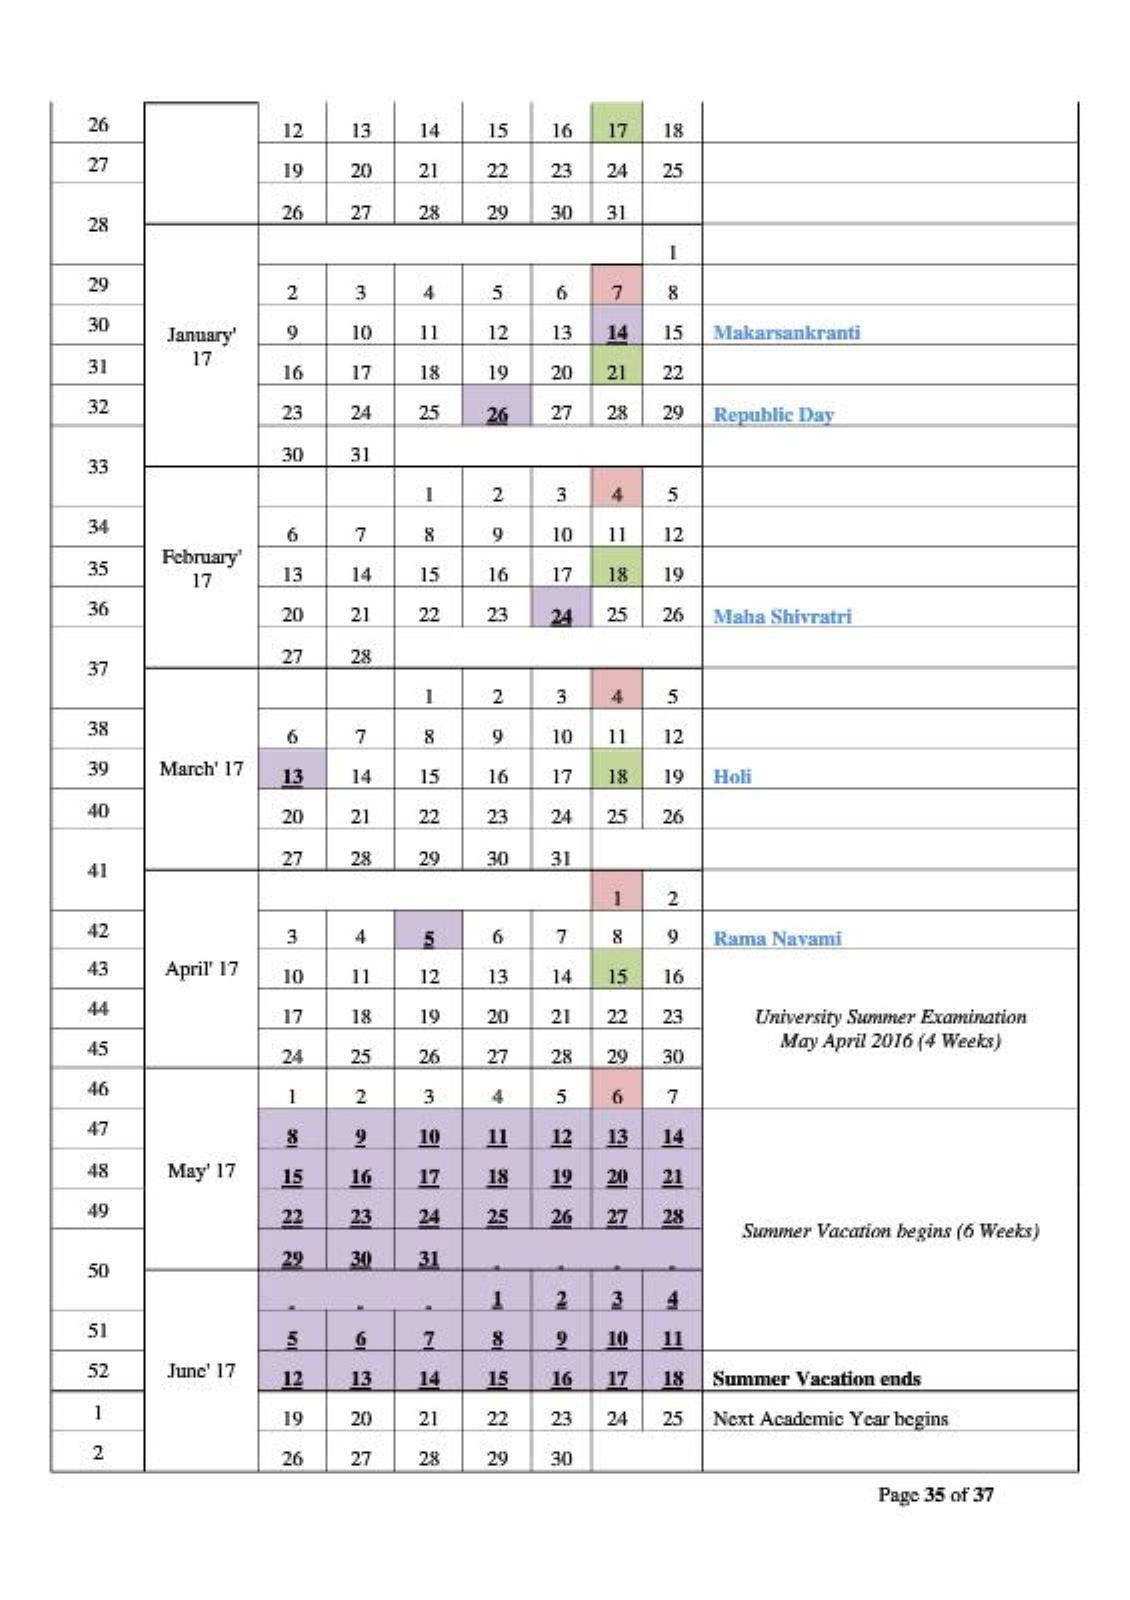 26 12 13 14 15 16 17 18
27 19 20 21 22 23 24 25
28 26 27 28 29 30 31
1
29 2 3 4 5 6 7 8
January' 17
30 9 10 11 12 13 14 15 Makarsankranti
31 16 17 18 19 20 21 22
32 23 24 25 26 27 28 29 Republic Day
33 30 31
1 2 3 4 5
34 6 7 8 9 10 11 12
February' 17
35 13 14 15 16 17 18 19
36 20 21 22 23 24 25 26 Maha Shivratri
37 27 28
1 2 3 4 5
38 6 7 8 9 10 11 12
39 March' 17 13 14 15 16 17 18 19 Holi
40 20 21 22 23 24 25 26
41 27 28 29 30 31
1 2
42 3 4 5 6 7 8 9 Rama Navami
43 April' 17 10 11 12 13 14 15 16
44 17 18 19 20 21 22 23 University Summer Examination
45 24 25 26 27 28 29 30 May April 2016 (4 Weeks)
46 1 2 3 4 5 6 7
47 8 9 10 11 12 13 14
48 May' 17 15 16 17 18 19 20 21
49 22 23 24 25 26 27 28 Summer Vacation begins (6 Weeks)
50 29 30 31 - - - -
- - - 1 2 3 4
51 5 6 7 8 9 10 11
52 June' 17 12 13 14 15 16 17 18 Summer Vacation ends
1 19 20 21 22 23 24 25 Next Academic Year begins
2 26 27 28 29 30
Page 35 of 37